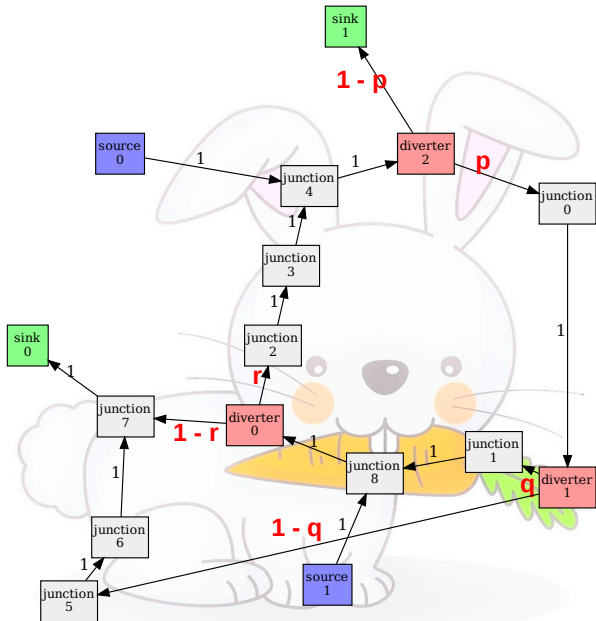 sink
1
1 - p
source
0
1
1
diverter
2
p
junction
4
junction
0
1
junction
3
1
1
sink
0
junction
2
1
r
junction
7
diverter
0
1 - r
1
junction
1
1
junction
8
q
diverter
1
1
1 - q
1
junction
6
1
source
1
junction
5